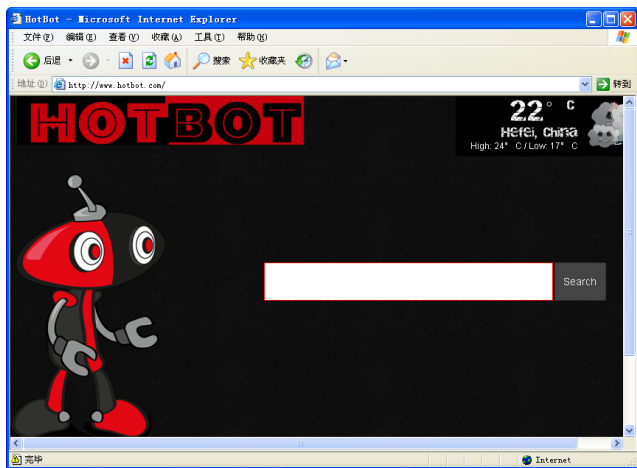 HotBot - Microsoft Internet Explorer
文件(F) 编辑(E) 查看(V) 收藏(A) 工具(T) 帮助(H)
后退 搜索 收藏夹
地址(D) http://www.hotbot.com/ 转到
HOTBOT
22° C
Hefei, China
High: 24° C / Low: 17° C
Search
完毕 Internet